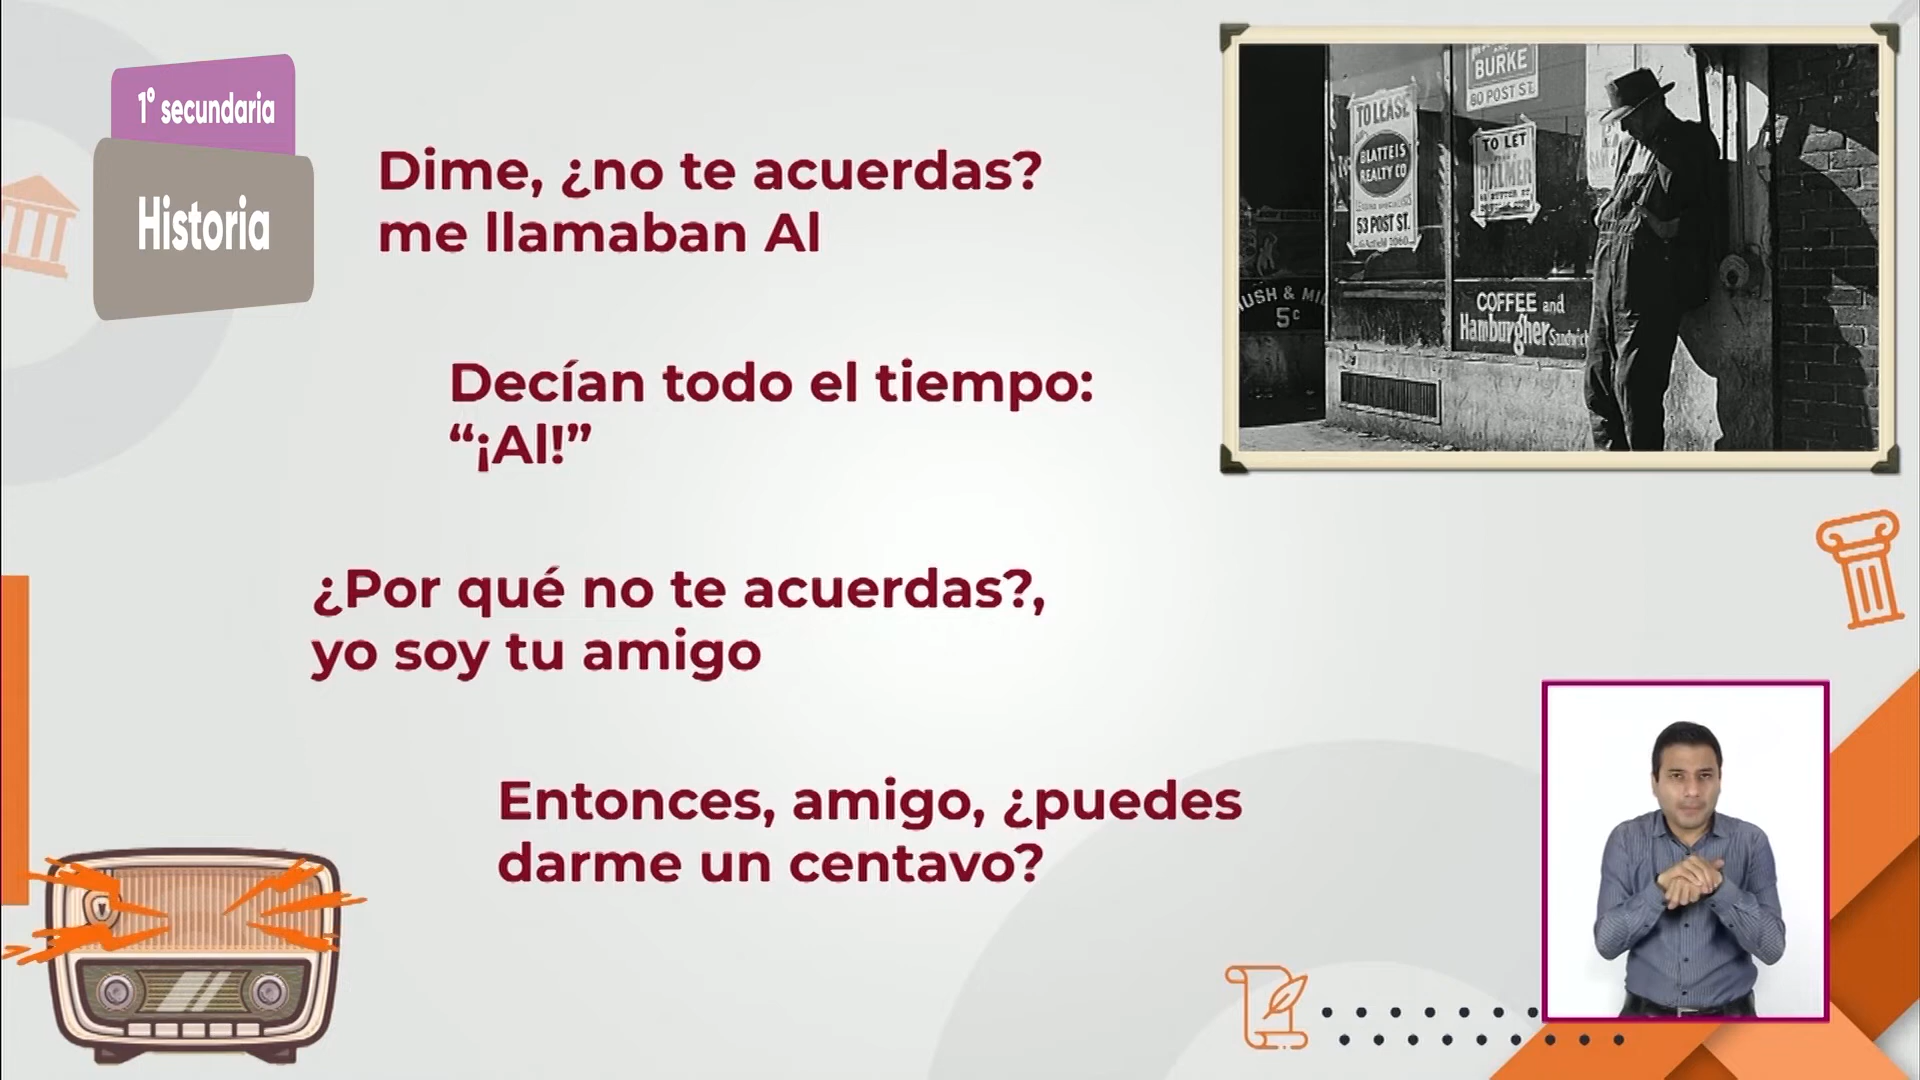 1° secundaria
Historia
Dime, ¿no te acuerdas?
me llamaban Al
Decían todo el tiempo:
“¡Al!”
¿Por qué no te acuerdas?,
yo soy tu amigo
Entonces, amigo, ¿puedes
darme un centavo?
BURKE
80 POST ST.
TO LEASE
BLATTEIS
REALTY CO
53 POST ST.
TO LET
PALMER
5¢
COFFEE and
Hamburgher Sandwich